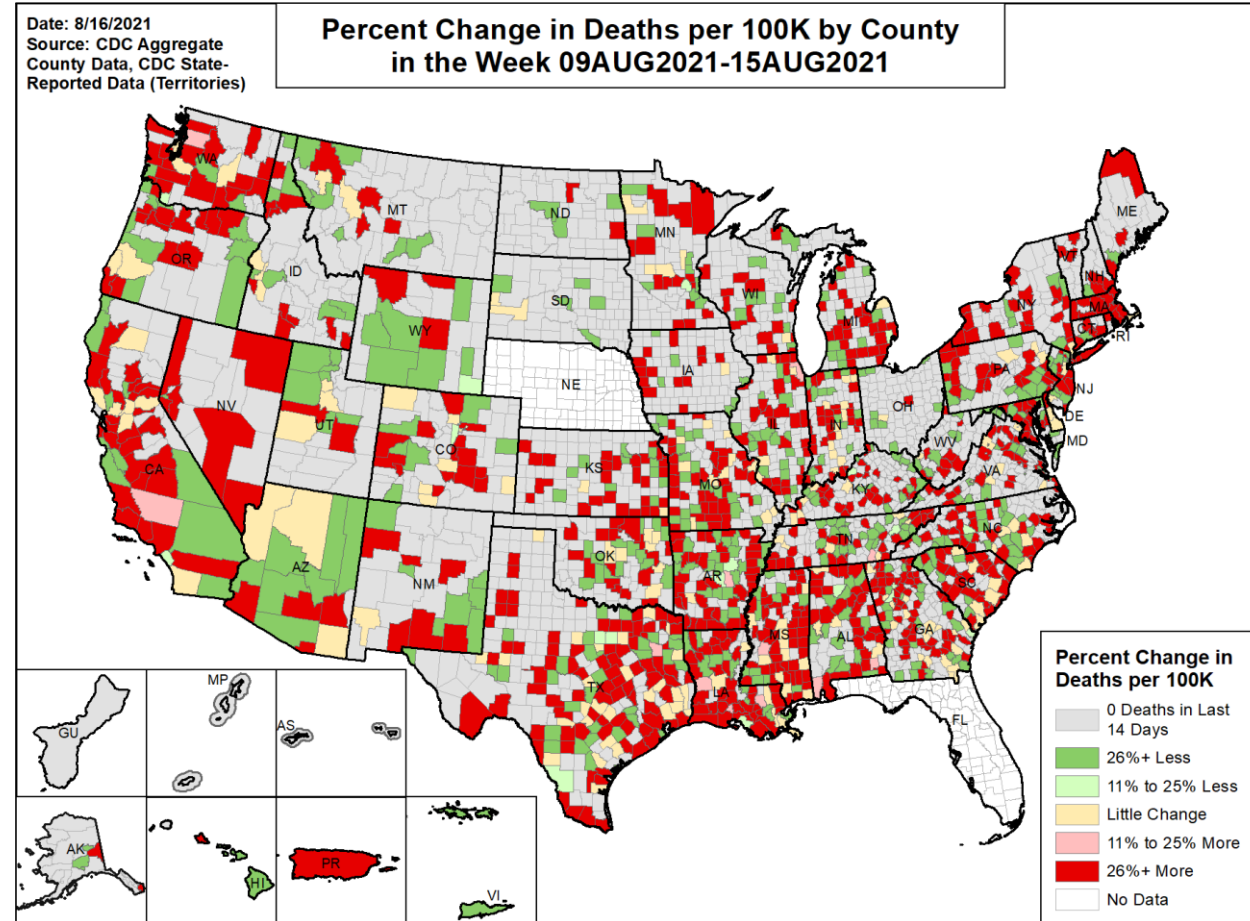 Date: 8/16/2021
Source: CDC Aggregate
County Data, CDC State-
Reported Data (Territories)
Percent Change in Deaths per 100K by County
in the Week 09AUG2021-15AUG2021
WA
MT
ND
MN
ME
OR
ID
SD
WI
MI
VT
NH
NY
MA
CT
RI
WY
IA
NE
PA
NJ
NV
UT
CO
IL
IN
OH
DE
MD
WV
VA
CA
KS
MO
KY
AZ
NM
OK
AR
TN
NC
SC
MS
AL
GA
TX
LA
FL
GU
MP
AS
AK
HI
PR
VI
Percent Change in
Deaths per 100K
0 Deaths in Last
14 Days
26%+ Less
11% to 25% Less
Little Change
11% to 25% More
26%+ More
No Data